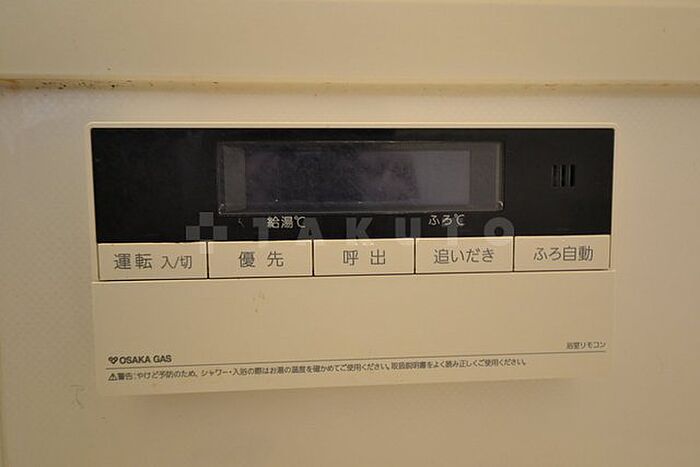 給湯℃ ふろ℃
TAKUTO
運転 入/切 優先 呼出 追いだき ふろ自動
OSAKA GAS
浴室リモコン
⚠警告:やけど予防のため、シャワー・入浴の際はお湯の温度を確かめてご使用ください。取扱説明書をよく読み正しくご使用ください。